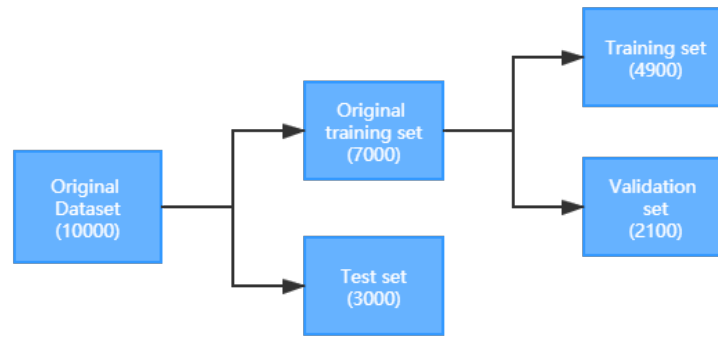 Original
Dataset
(10000)
Original
training set
(7000)
Test set
(3000)
Training set
(4900)
Validation
set
(2100)